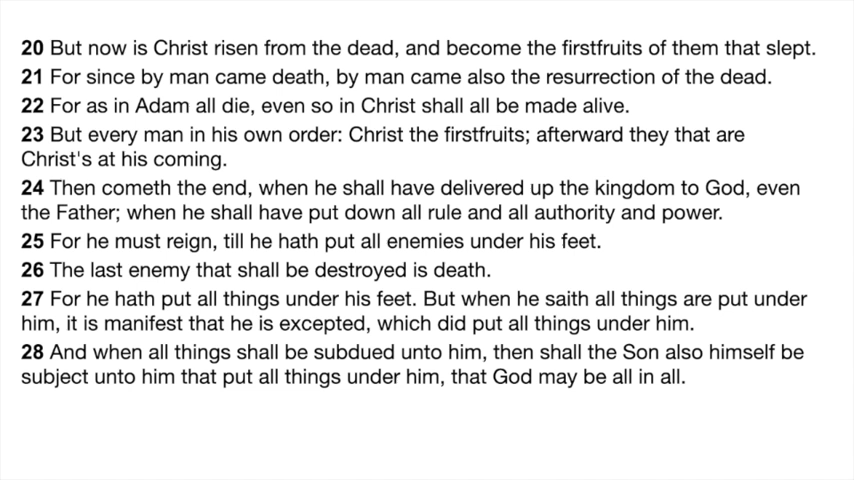 20 But now is Christ risen from the dead, and become the firstfruits of them that slept.
21 For since by man came death, by man came also the resurrection of the dead.
22 For as in Adam all die, even so in Christ shall all be made alive.
23 But every man in his own order: Christ the firstfruits; afterward they that are
Christ's at his coming.
24 Then cometh the end, when he shall have delivered up the kingdom to God, even
the Father; when he shall have put down all rule and all authority and power.
25 For he must reign, till he hath put all enemies under his feet.
26 The last enemy that shall be destroyed is death.
27 For he hath put all things under his feet. But when he saith all things are put under
him, it is manifest that he is excepted, which did put all things under him.
28 And when all things shall be subdued unto him, then shall the Son also himself be
subject unto him that put all things under him, that God may be all in all.